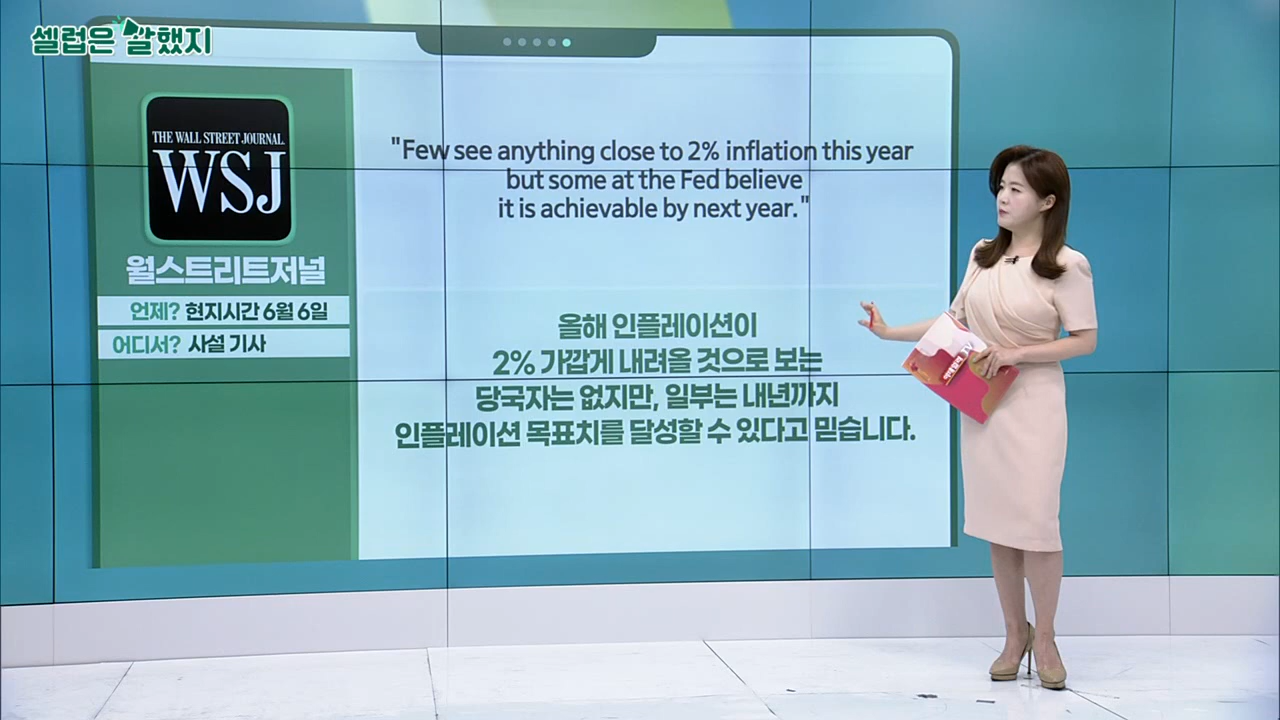 셀럽은 말했지
THE WALL STREET JOURNAL.
WSJ
월스트리트저널
언제? 현지시간 6월 6일
어디서? 사설 기사
"Few see anything close to 2% inflation this year
but some at the Fed believe
it is achievable by next year."
올해 인플레이션이
2% 가깝게 내려올 것으로 보는
당국자는 없지만, 일부는 내년까지
인플레이션 목표치를 달성할 수 있다고 믿습니다.